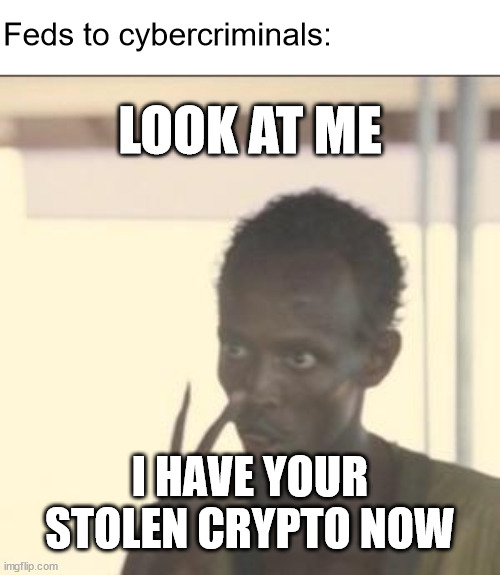 Feds to cybercriminals:
LOOK AT ME
I HAVE YOUR
STOLEN CRYPTO NOW
imgflip.com